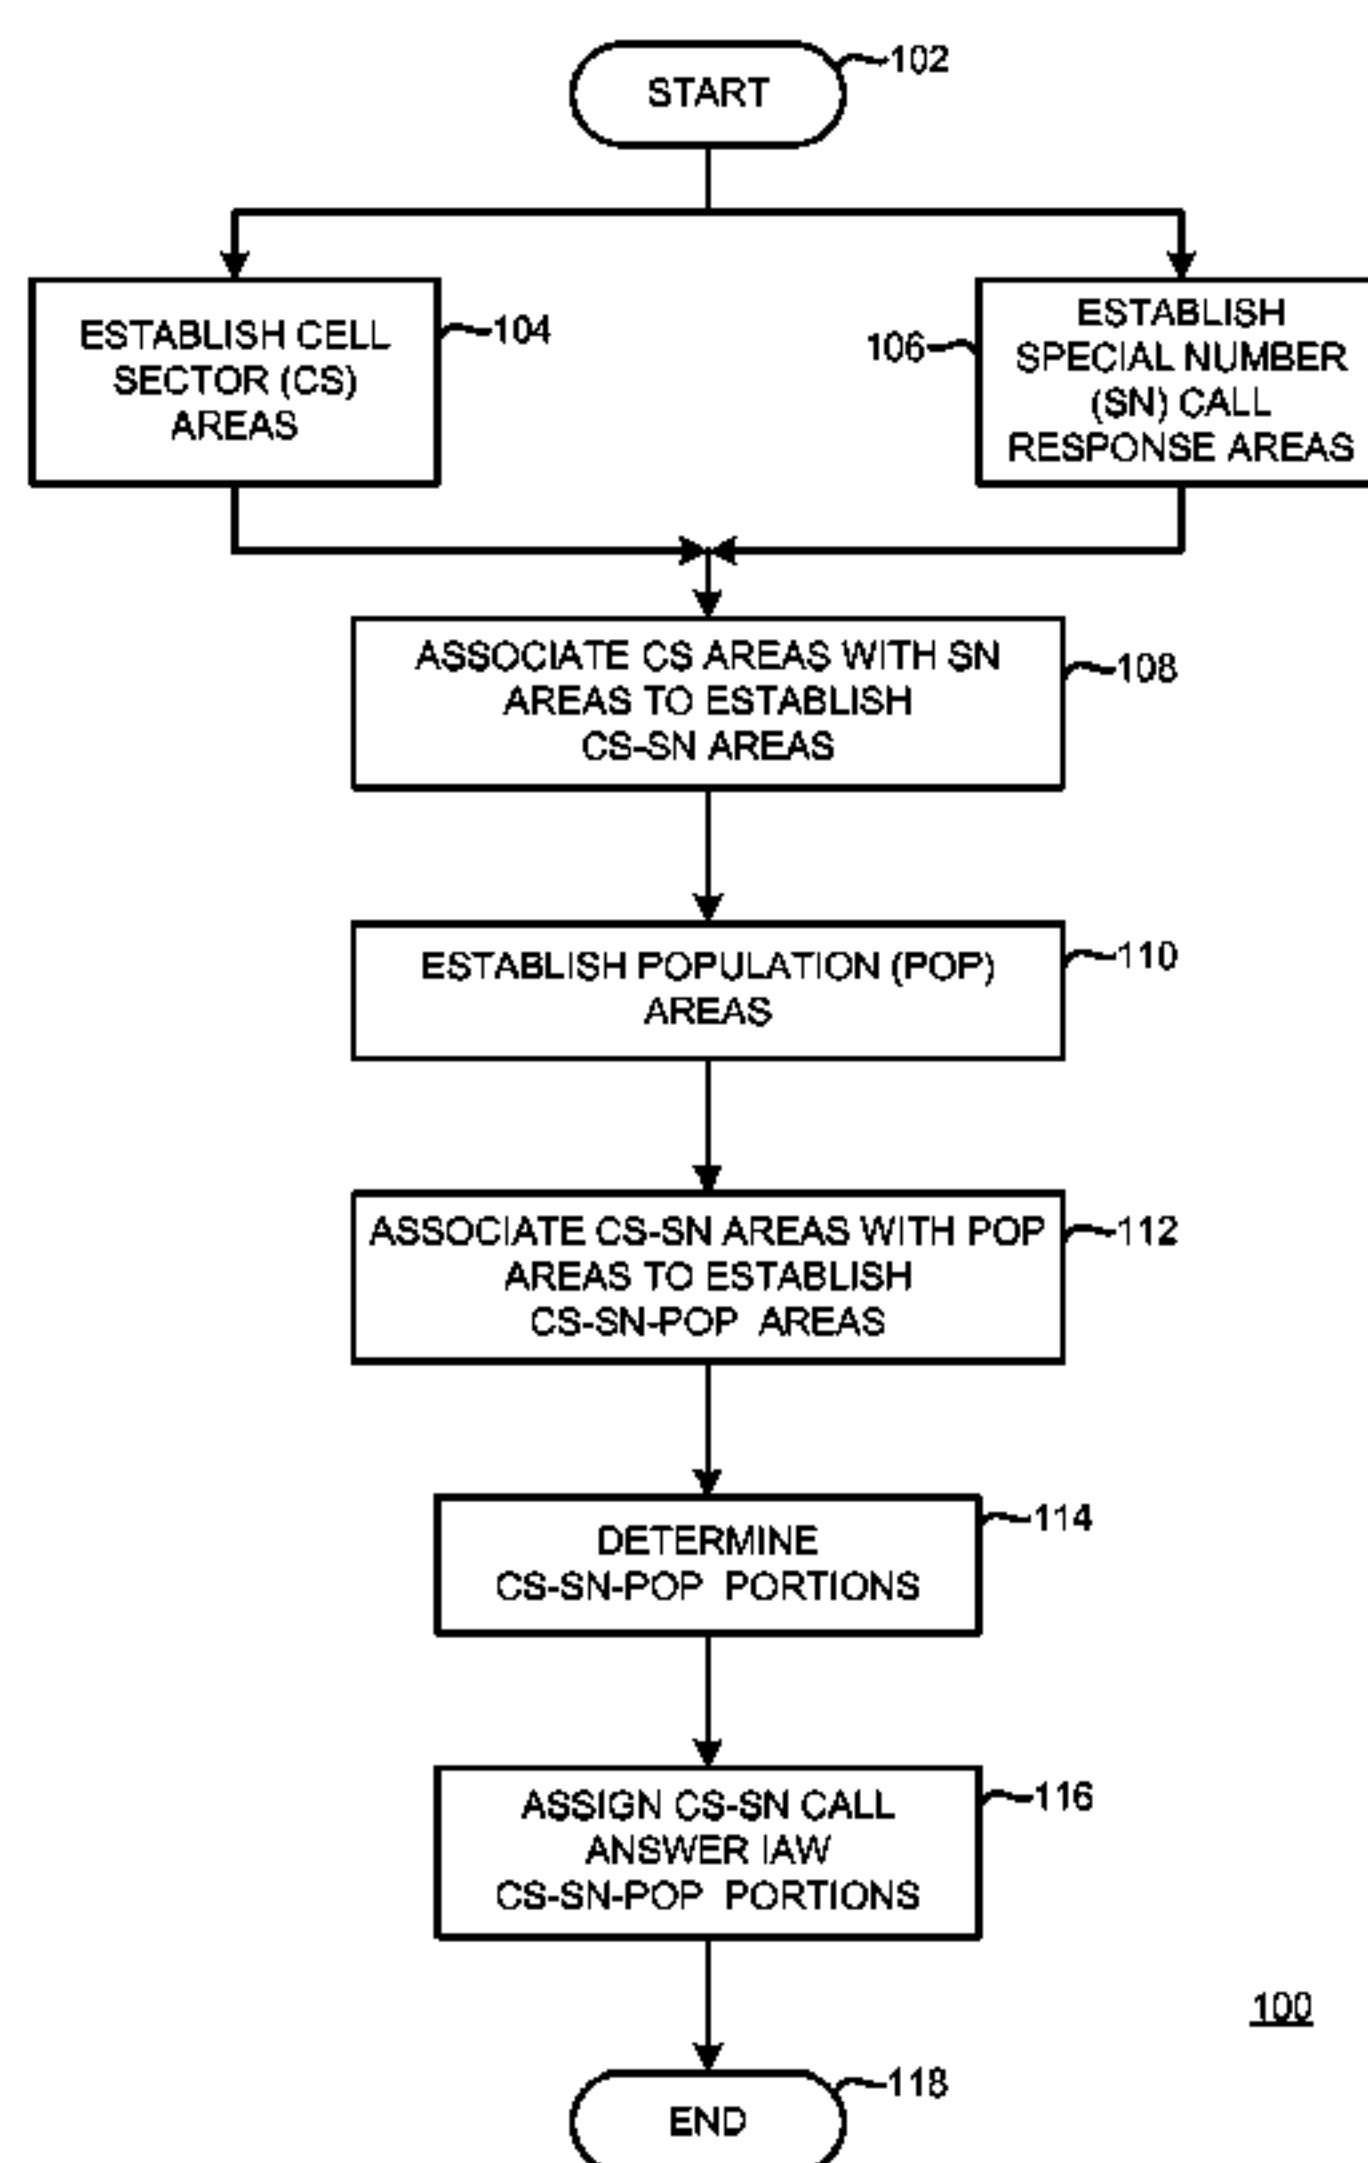 START
102
ESTABLISH CELL
SECTOR (CS)
AREAS
104
106
ESTABLISH
SPECIAL NUMBER
(SN) CALL
RESPONSE AREAS
ASSOCIATE CS AREAS WITH SN
AREAS TO ESTABLISH
CS-SN AREAS
108
ESTABLISH POPULATION (POP)
AREAS
110
ASSOCIATE CS-SN AREAS WITH POP
AREAS TO ESTABLISH
CS-SN-POP AREAS
112
DETERMINE
CS-SN-POP PORTIONS
114
ASSIGN CS-SN CALL
ANSWER IAW
CS-SN-POP PORTIONS
116
100
END
118